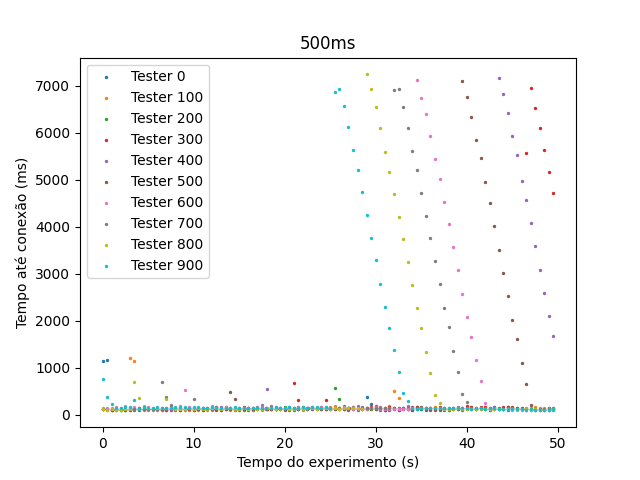 500ms
Tempo até conexão (ms)
7000
6000
5000
4000
3000
2000
1000
0
Tester 0
Tester 100
Tester 200
Tester 300
Tester 400
Tester 500
Tester 600
Tester 700
Tester 800
Tester 900
0 10 20 30 40 50
Tempo do experimento (s)